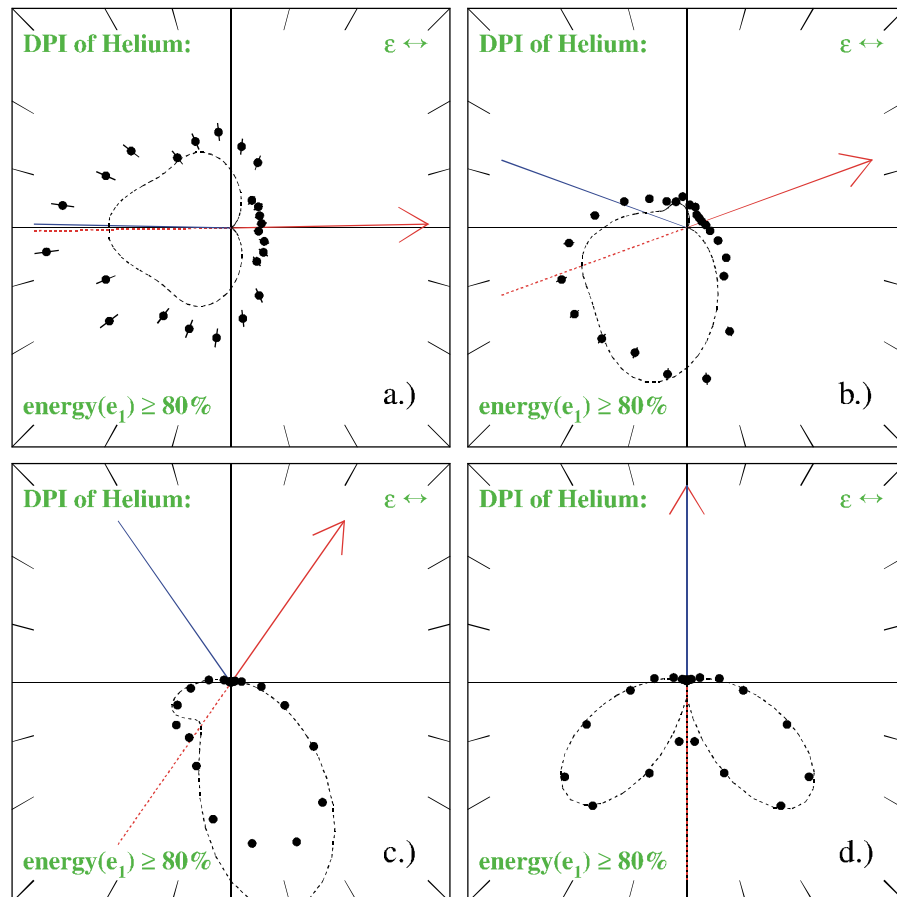 DPI of Helium: ε ↔
energy(e₁) ≥ 80% a.)
DPI of Helium: ε ↔
energy(e₁) ≥ 80% b.)
DPI of Helium: ε ↔
energy(e₁) ≥ 80% c.)
DPI of Helium: ε ↔
energy(e₁) ≥ 80% d.)